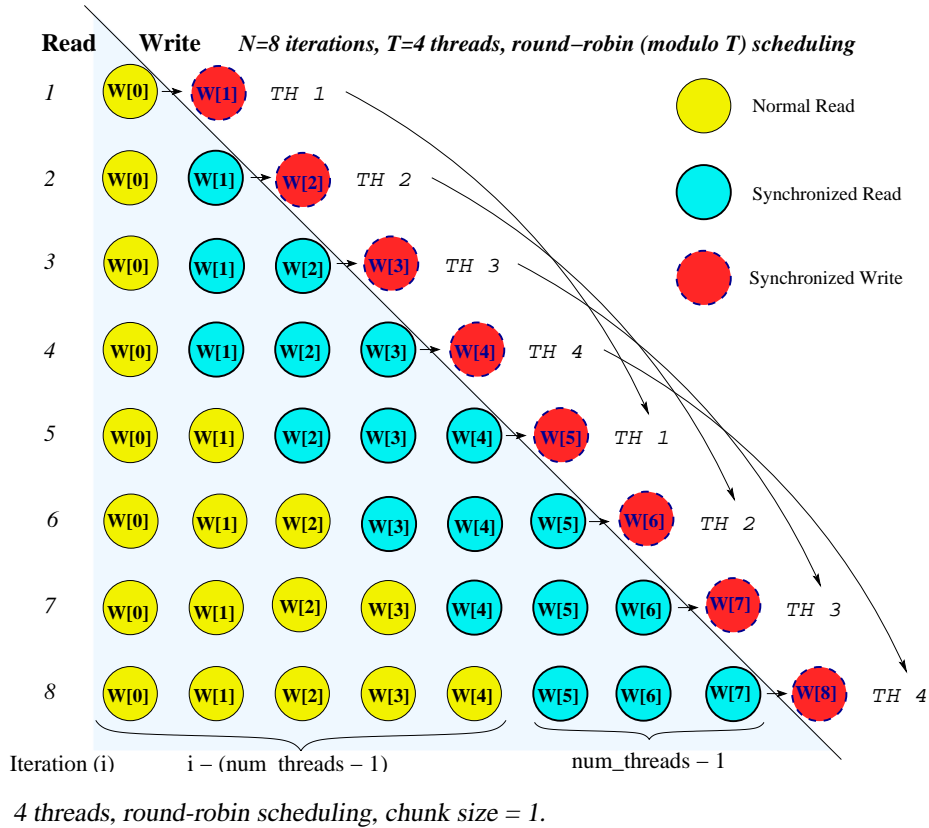 Read Write N=8 iterations, T=4 threads, round−robin (modulo T) scheduling
1 W[0] W[1] TH 1 Normal Read
2 W[0] W[1] W[2] TH 2 Synchronized Read
3 W[0] W[1] W[2] W[3] TH 3 Synchronized Write
4 W[0] W[1] W[2] W[3] W[4] TH 4
5 W[0] W[1] W[2] W[3] W[4] W[5] TH 1
6 W[0] W[1] W[2] W[3] W[4] W[5] W[6] TH 2
7 W[0] W[1] W[2] W[3] W[4] W[5] W[6] W[7] TH 3
8 W[0] W[1] W[2] W[3] W[4] W[5] W[6] W[7] W[8] TH 4
Iteration (i) i − (num_threads − 1) num_threads − 1
4 threads, round-robin scheduling, chunk size = 1.